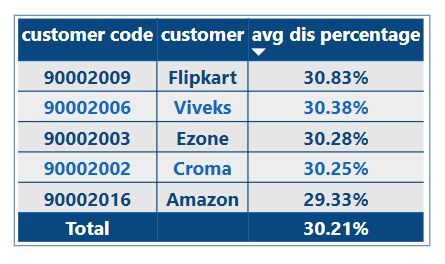 customer code customer avg dis percentage
90002009 Flipkart 30.83%
90002006 Viveks 30.38%
90002003 Ezone 30.28%
90002002 Croma 30.25%
90002016 Amazon 29.33%
Total 30.21%